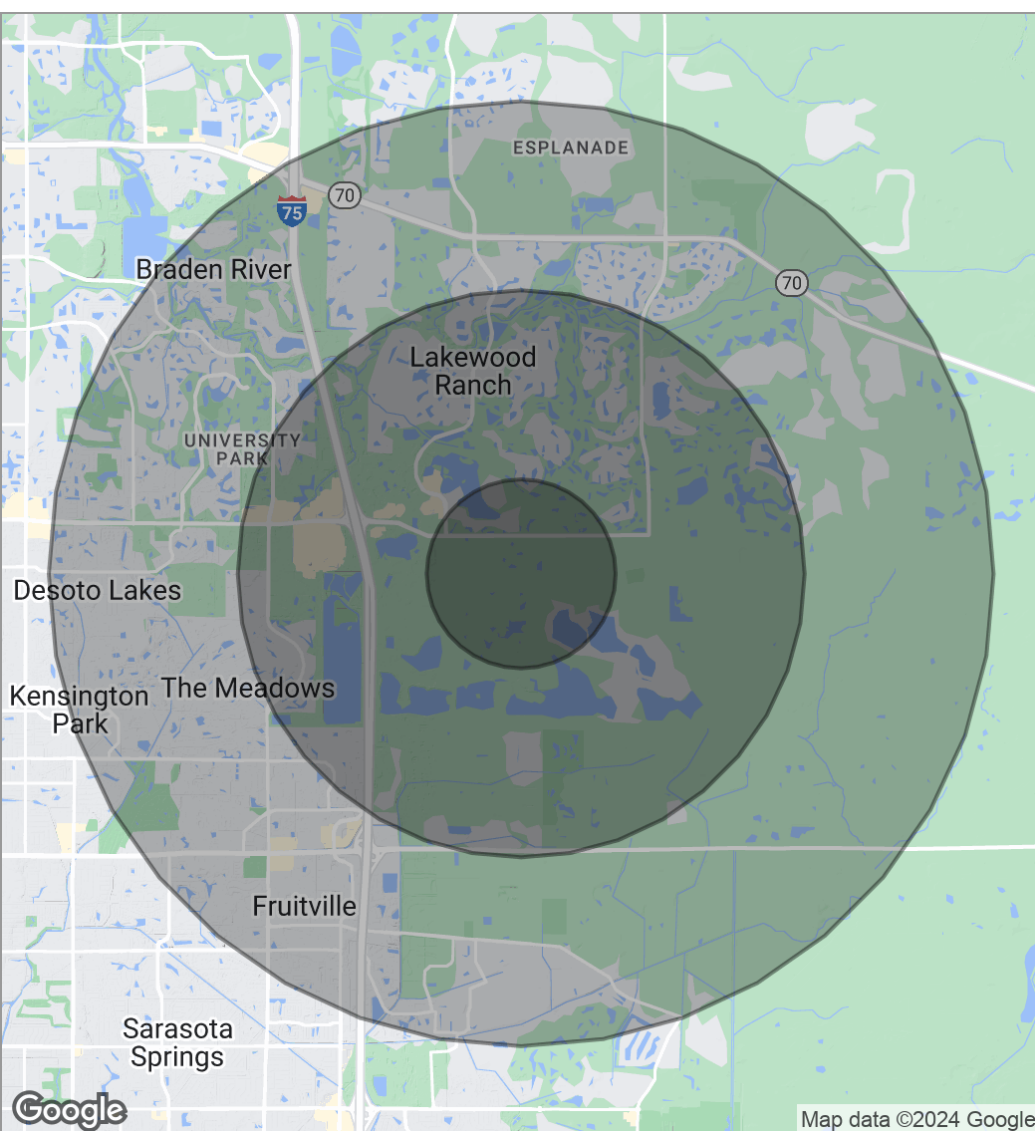 ESPLANADE
70
75
Braden River
70
Lakewood
Ranch
UNIVERSITY
PARK
Desoto Lakes
Kensington
Park
The Meadows
Fruitville
Sarasota
Springs
Google
Map data ©2024 Google